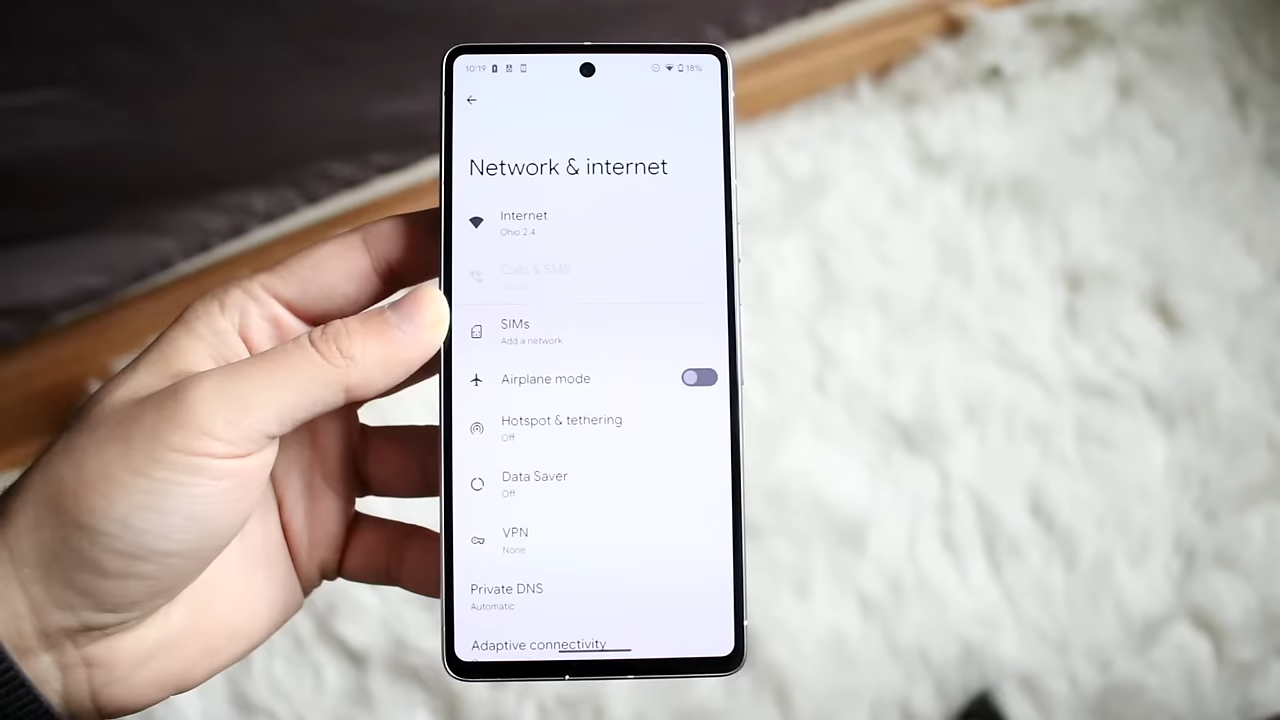 10:19 18%
Network & internet
Internet
Ohio 2.4
Calls & SMS
SIMs
Add a network
Airplane mode
Hotspot & tethering
Off
Data Saver
Off
VPN
None
Private DNS
Automatic
Adaptive connectivity